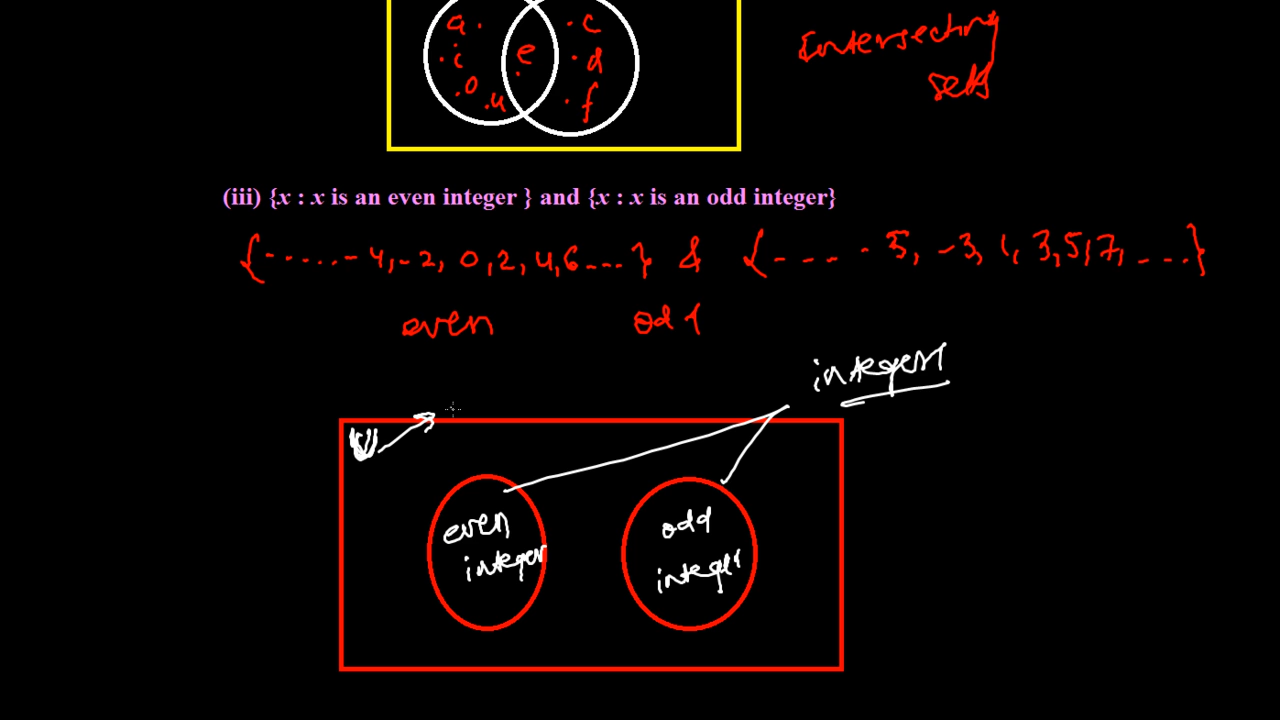 a . . c
. i e . d
. o . u . f
Intersecting
sets
(iii) {x : x is an even integer } and {x : x is an odd integer}
{ - - - - - - 4, - 2, 0, 2, 4, 6 - - - } & { - - - - 5, - 3, 1, 3, 5, 7, - - - }
even odd
integers
U
even odd
integer integer